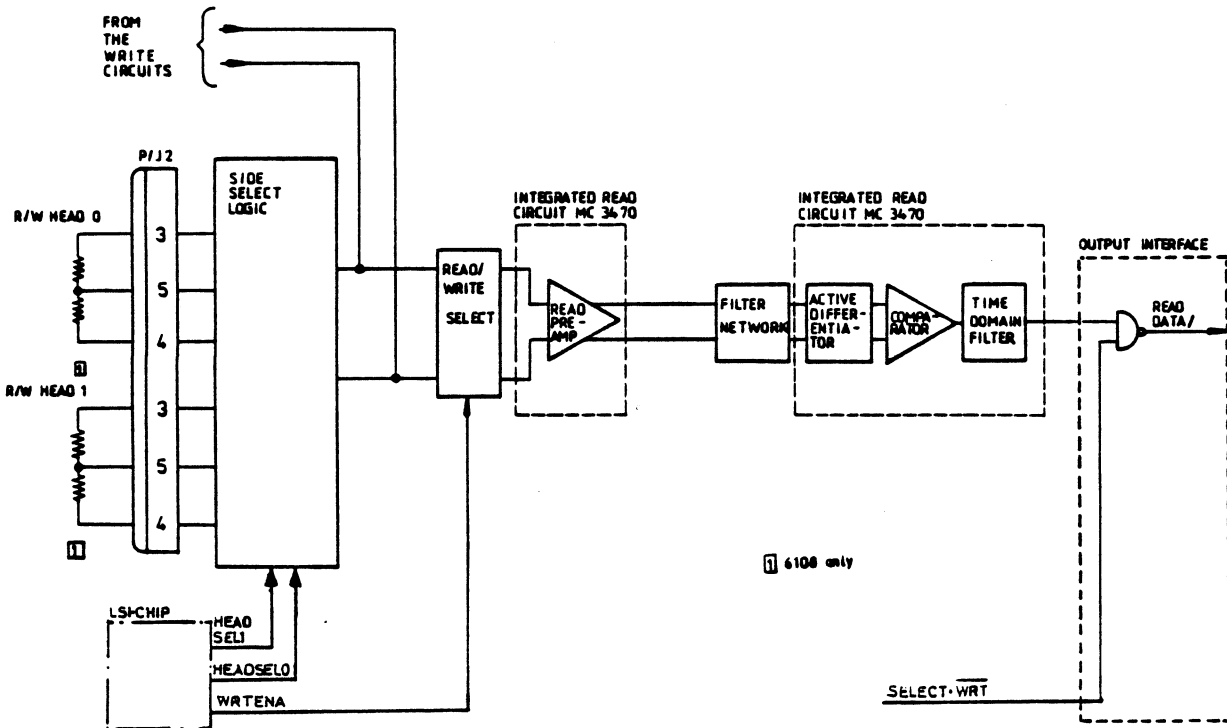 FROM
THE
WRITE
CIRCUITS
P/J2
SIDE
SELECT
LOGIC
R/W HEAD 0
3
5
4
1
R/W HEAD 1
3
5
4
1
LSI-CHIP
HEAD
SEL1
HEADSEL0
WRTENA
READ/
WRITE
SELECT
INTEGRATED READ
CIRCUIT MC 3470
READ
PRE-
AMP
FILTER
NETWORK
INTEGRATED READ
CIRCUIT MC 3470
ACTIVE
DIFFER-
ENTIA-
TOR
COMPA-
RATOR
TIME
DOMAIN
FILTER
OUTPUT INTERFACE
READ
DATA/
1 6108 only
SELECT·W̅R̅T̅